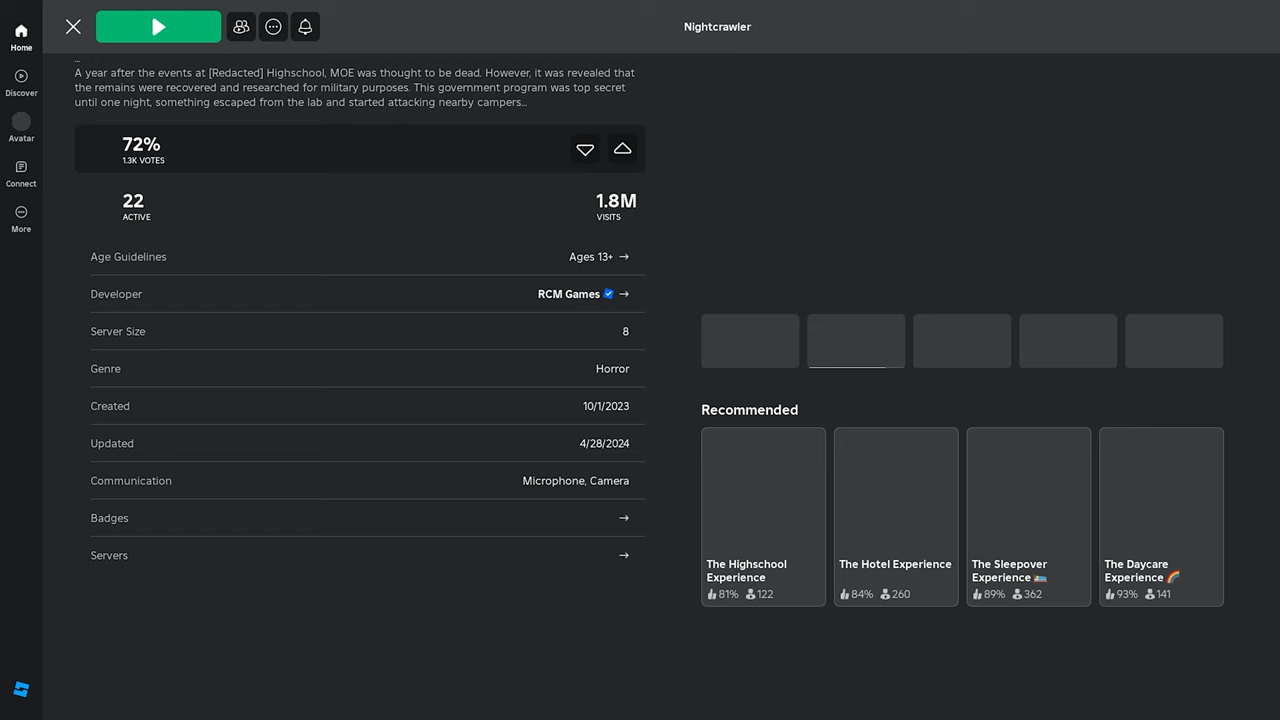 Nightcrawler
Home
Discover
Avatar
Connect
More
...
A year after the events at [Redacted] Highschool, MOE was thought to be dead. However, it was revealed that
the remains were recovered and researched for military purposes. This government program was top secret
until one night, something escaped from the lab and started attacking nearby campers...
72%
1.3K VOTES
22
ACTIVE
1.8M
VISITS
Age Guidelines
Ages 13+ →
Developer
RCM Games →
Server Size
8
Genre
Horror
Created
10/1/2023
Updated
4/28/2024
Communication
Microphone, Camera
Badges
→
Servers
→
Recommended
The Highschool
Experience
81% 122
The Hotel Experience
84% 260
The Sleepover
Experience 🛌
89% 362
The Daycare
Experience 🌈
93% 141